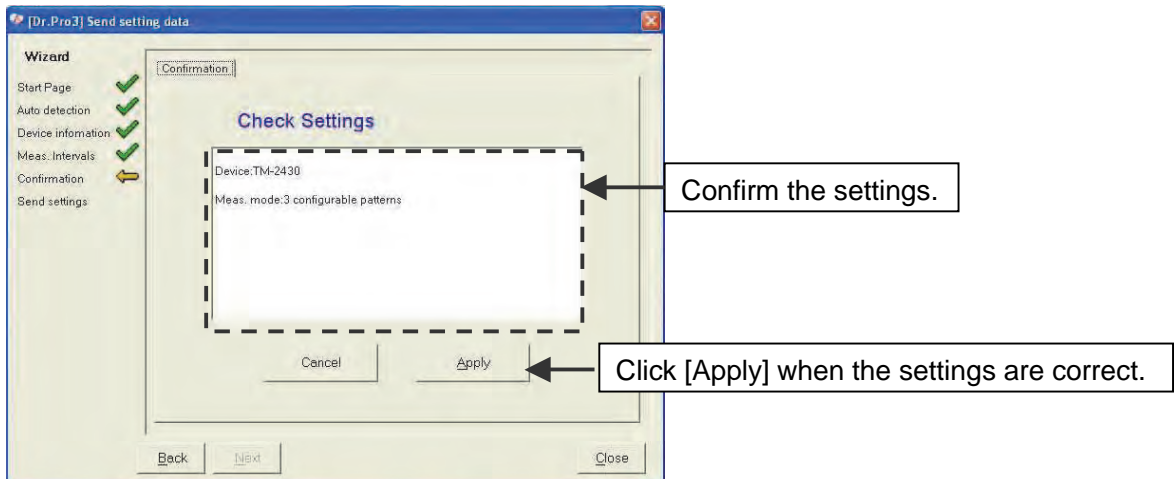 [Dr.Pro3] Send setting data
Wizard
Start Page
Auto detection
Device infomation
Meas. Intervals
Confirmation
Send settings
Confirmation
Check Settings
Device:TM-2430
Meas. mode:3 configurable patterns
Cancel
Apply
Back
Next
Close
Confirm the settings.
Click [Apply] when the settings are correct.